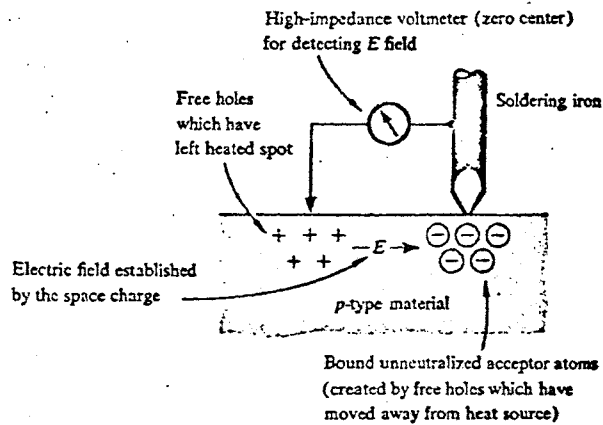 High-impedance voltmeter (zero center)
for detecting E field
Free holes
which have
left heated spot
Soldering iron
+ + +
— E →
− − −
+ +
− −
Electric field established
by the space charge
p-type material
Bound unneutralized acceptor atoms
(created by free holes which have
moved away from heat source)